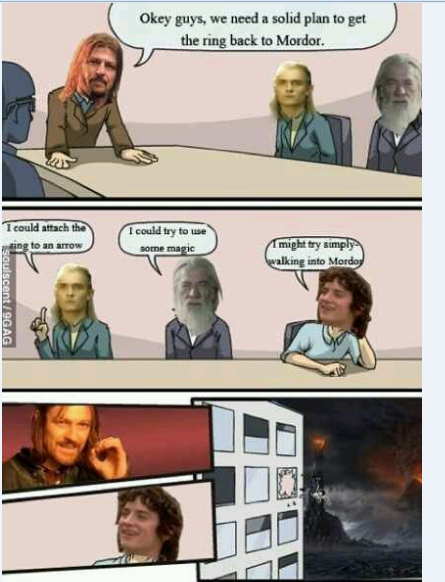 Okey guys, we need a solid plan to get
the ring back to Mordor.
I could attach the
ring to an arrow
I could try to use
some magic
I might try simply
walking into Mordor
soulscent / 9GAG